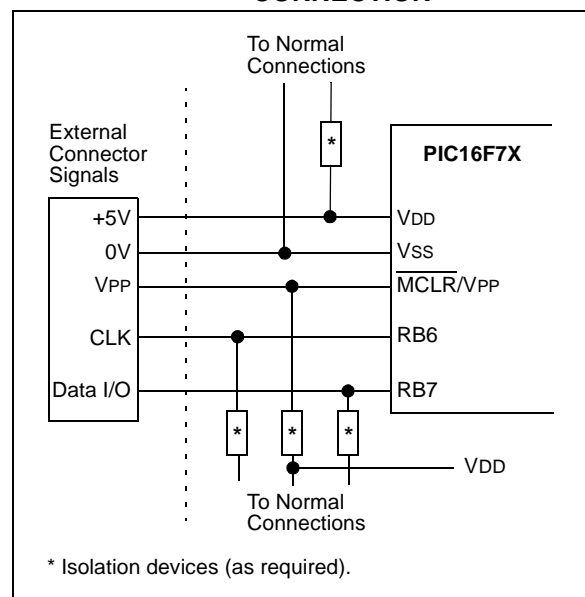 CONNECTION
To Normal
Connections
External
Connector
Signals
*
PIC16F7X
+5V
VDD
0V
VSS
VPP
MCLR/VPP
CLK
RB6
Data I/O
RB7
* * *
VDD
To Normal
Connections
* Isolation devices (as required).